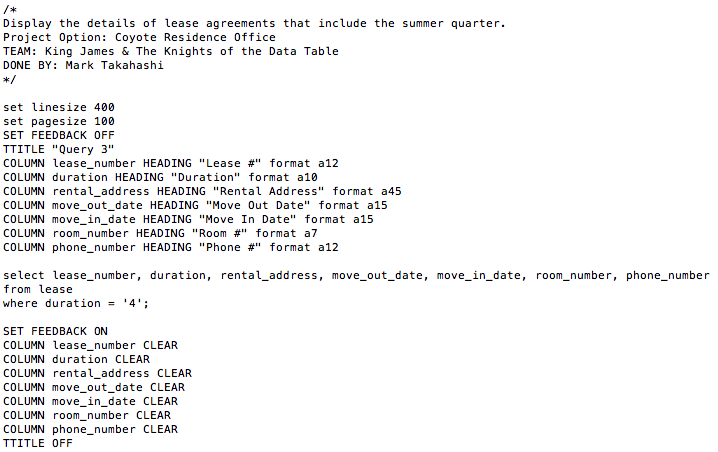 /*
Display the details of lease agreements that include the summer quarter.
Project Option: Coyote Residence Office
TEAM: King James & The Knights of the Data Table
DONE BY: Mark Takahashi
*/
set linesize 400
set pagesize 100
SET FEEDBACK OFF
TTITLE "Query 3"
COLUMN lease_number HEADING "Lease #" format a12
COLUMN duration HEADING "Duration" format a10
COLUMN rental_address HEADING "Rental Address" format a45
COLUMN move_out_date HEADING "Move Out Date" format a15
COLUMN move_in_date HEADING "Move In Date" format a15
COLUMN room_number HEADING "Room #" format a7
COLUMN phone_number HEADING "Phone #" format a12
select lease_number, duration, rental_address, move_out_date, move_in_date, room_number, phone_number
from lease
where duration = '4';
SET FEEDBACK ON
COLUMN lease_number CLEAR
COLUMN duration CLEAR
COLUMN rental_address CLEAR
COLUMN move_out_date CLEAR
COLUMN move_in_date CLEAR
COLUMN room_number CLEAR
COLUMN phone_number CLEAR
TTITLE OFF